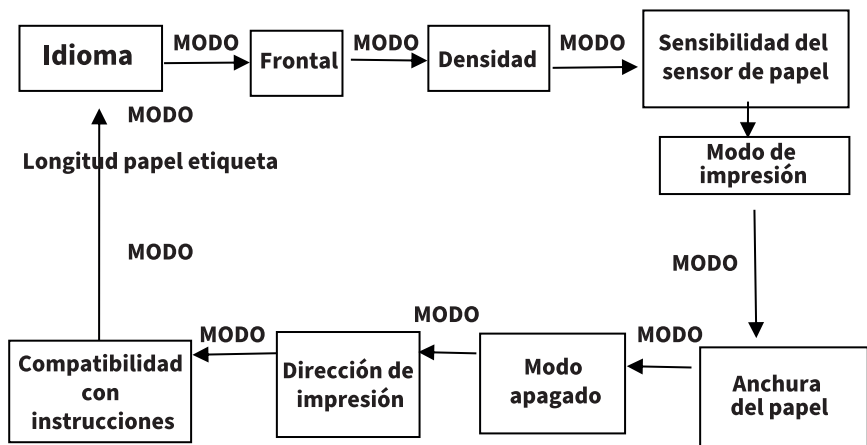 Idioma
MODO
Frontal
MODO
Densidad
MODO
Sensibilidad del
sensor de papel
Modo de
impresión
MODO
Anchura
del papel
MODO
Modo
apagado
MODO
Dirección de
impresión
MODO
Compatibilidad
con
instrucciones
MODO
Longitud papel etiqueta
MODO